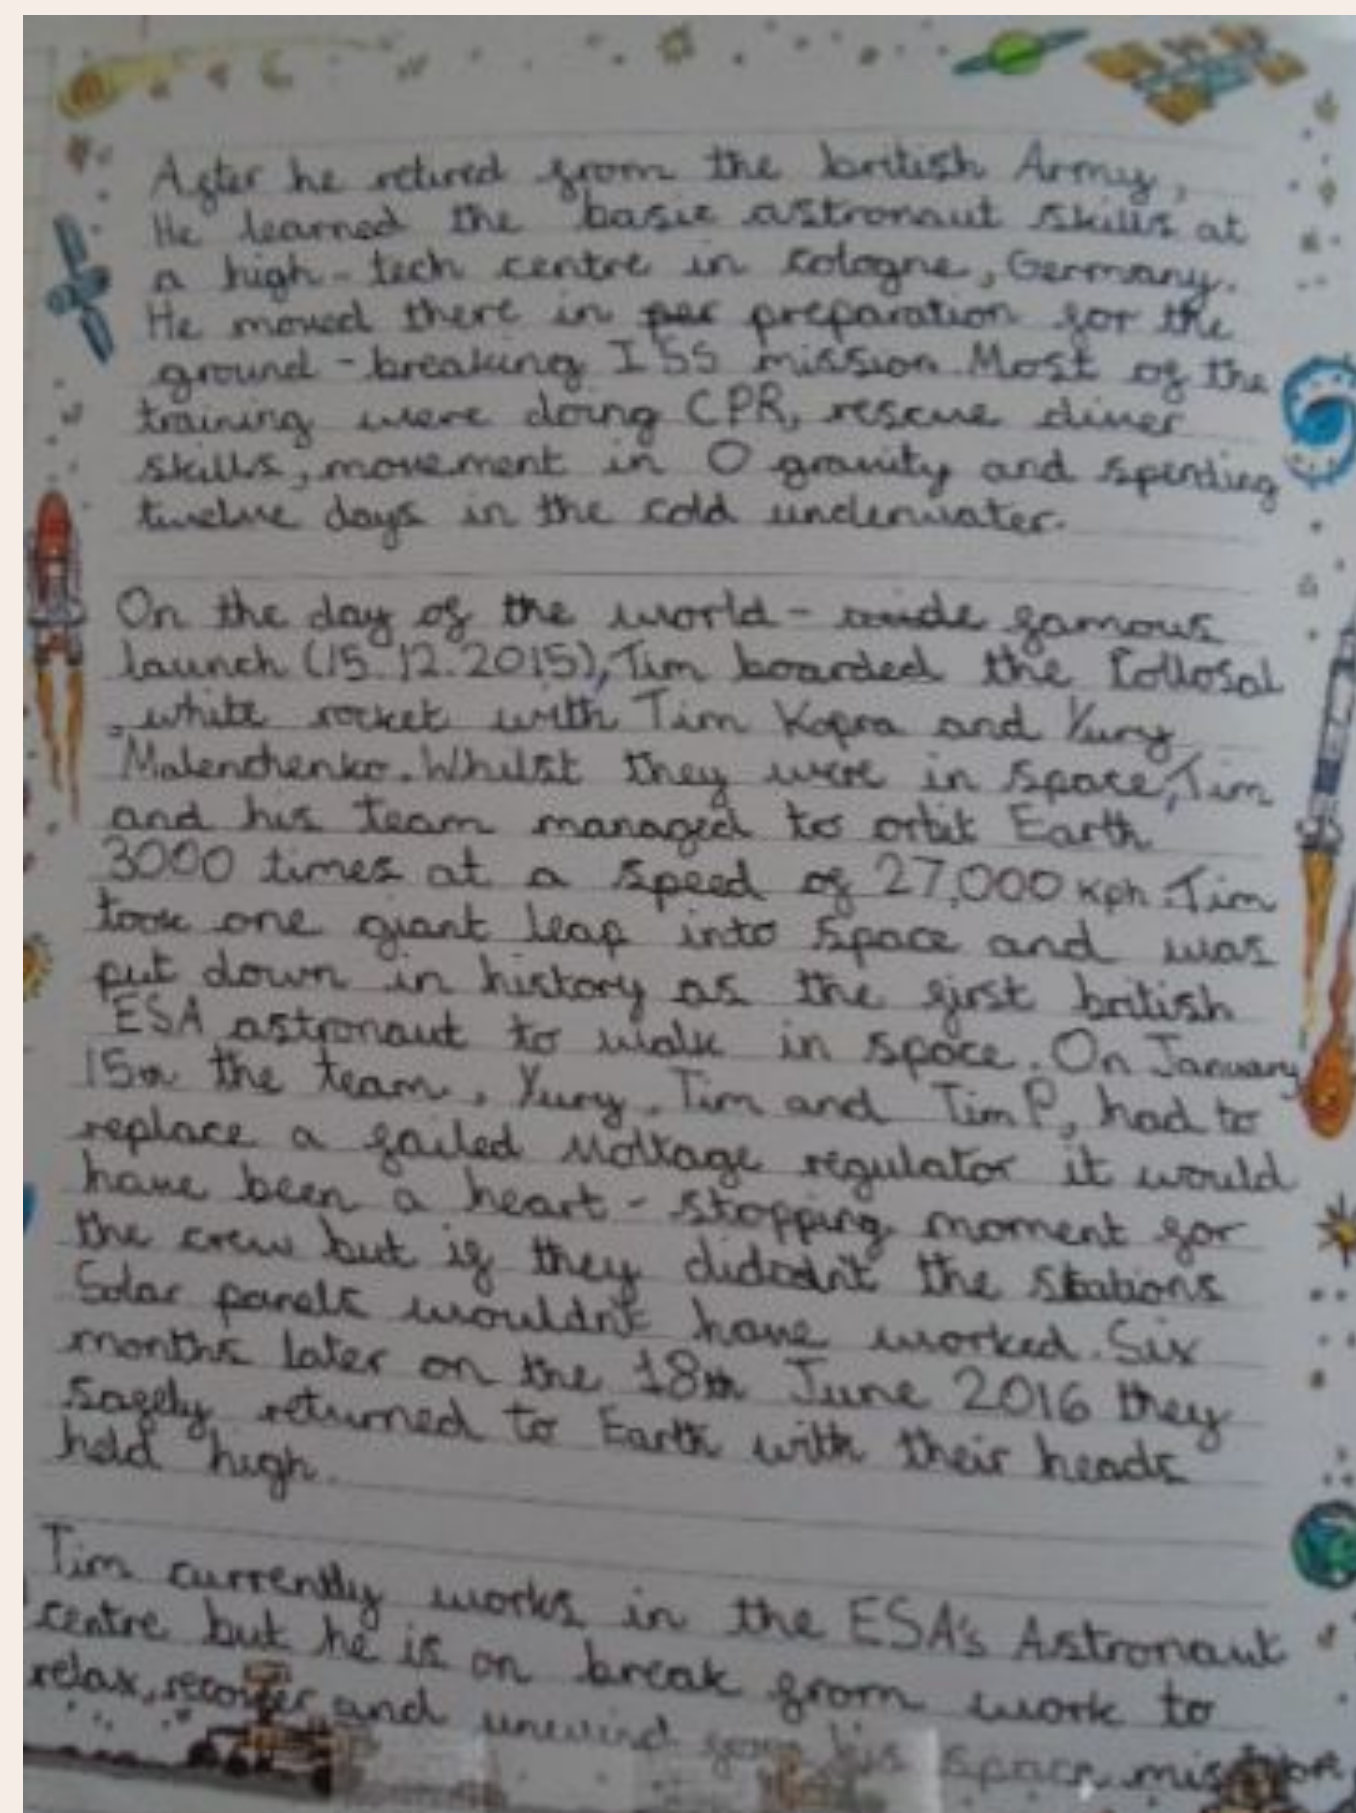 After he retired from the british Army,
He learned the basic astronaut skills at
a high-tech centre in cologne, Germany.
He moved there in per preparation for the
ground-breaking ISS mission Most of the
training were doing CPR, rescue diver
skills, movement in 0 gravity and spending
twelve days in the cold underwater.
On the day of the world-wide famous
launch (15.12.2015), Tim boarded the Collosal
, white rocket with Tim Kopra and Yury
Malenchenko. Whilst they were in space, Tim
and his team managed to orbit Earth
3000 times at a speed of 27,000 kph. Tim
took one giant leap into space and was
put down in history as the first british
ESA astronaut to walk in space. On January
15th the team, Yury, Tim and Tim P, had to
replace a failed voltage regulator it would
have been a heart-stopping moment for
the crew but if they didn't the stations
Solar panels wouldn't have worked. Six
months later on the 18th June 2016 they
safely returned to Earth with their heads
held high.
Tim currently works in the ESA's Astronaut
centre but he is on break from work to
relax, recover and unwind from his space mission